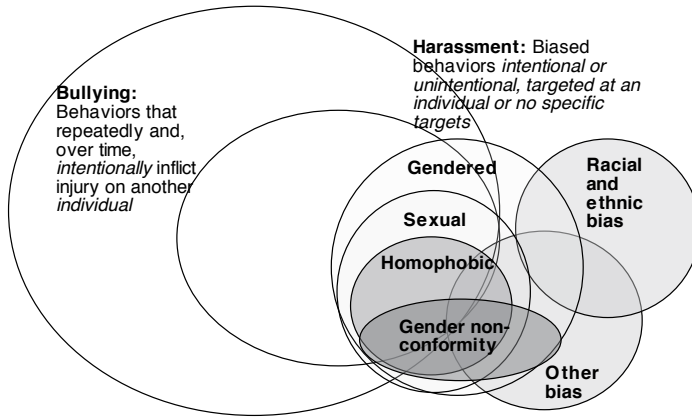 Bullying:
Behaviors that
repeatedly and,
over time,
intentionally inflict
injury on another
individual
Harassment: Biased
behaviors intentional or
unintentional, targeted at an
individual or no specific
targets
Gendered
Sexual
Homophobic
Gender non-
conformity
Racial
and
ethnic
bias
Other
bias